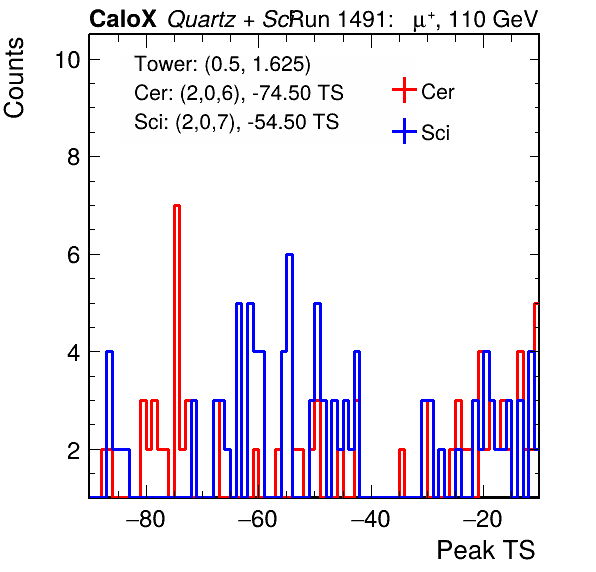 CaloX Quartz + Sci Run 1491: μ⁺, 110 GeV
Tower: (0.5, 1.625)
Cer: (2,0,6), -74.50 TS
Sci: (2,0,7), -54.50 TS
Cer
Sci
Counts
10
8
6
4
2
−80 −60 −40 −20
Peak TS